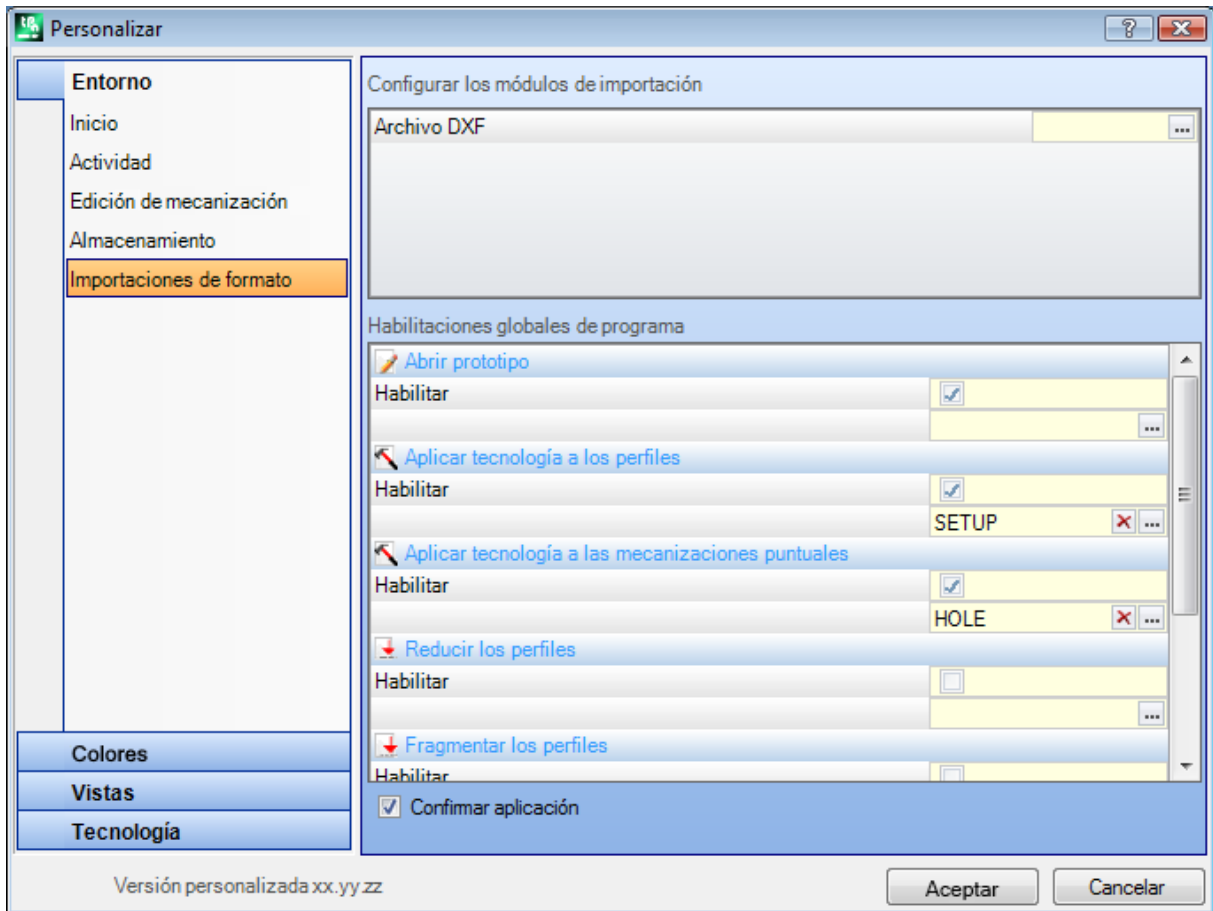 Personalizar
Entorno
Inicio
Actividad
Edición de mecanización
Almacenamiento
Importaciones de formato
Colores
Vistas
Tecnología
Configurar los módulos de importación
Archivo DXF
...
Habilitaciones globales de programa
Abrir prototipo
Habilitar
...
Aplicar tecnología a los perfiles
Habilitar
SETUP ...
Aplicar tecnología a las mecanizaciones puntuales
Habilitar
HOLE ...
Reducir los perfiles
Habilitar
...
Fragmentar los perfiles
Habilitar
Confirmar aplicación
Versión personalizada xx.yy.zz
Aceptar
Cancelar